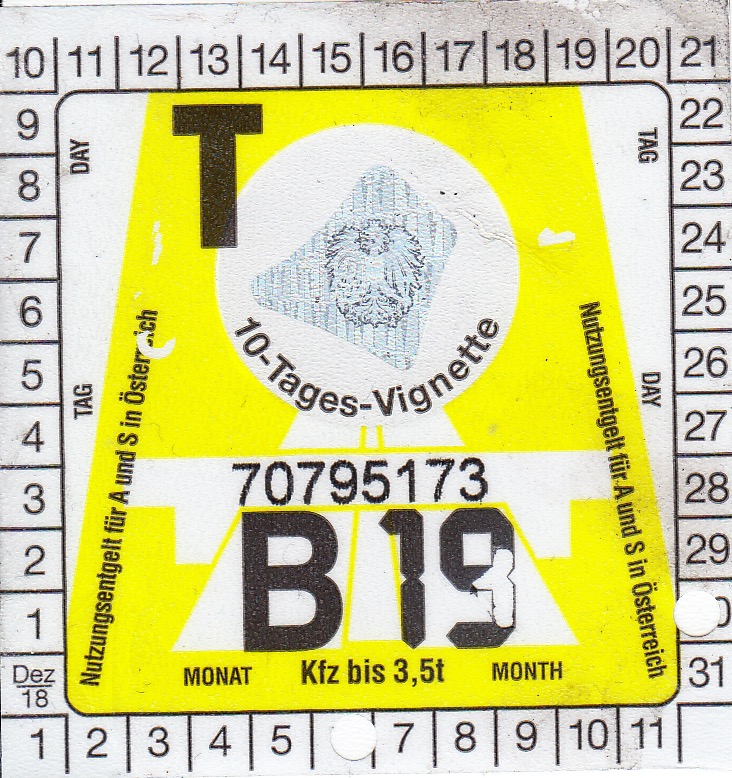 10 11 12 13 14 15 16 17 18 19 20 21
9 22
8 23
7 24
6 25
5 26
4 27
3 28
2 29
1 0
Dez 18 31
1 2 3 4 5 7 8 9 10 11
DAY
TAG
T
10-Tages-Vignette
TAG
DAY
Nutzungsentgelt für A und S in Österreich
Nutzungsentgelt für A und S in Österreich
70795173
B 19
MONAT Kfz bis 3,5t MONTH